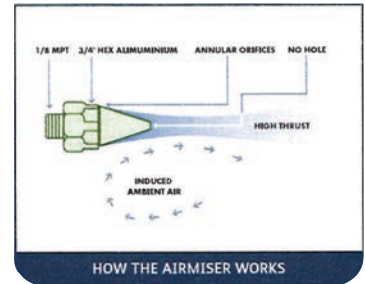 1/8 MPT 3/4' HEX ALIMUMINIUM ANNULAR ORIFICES NO HOLE
HIGH THRUST
INDUCED
AMBIENT AIR
HOW THE AIRMISER WORKS